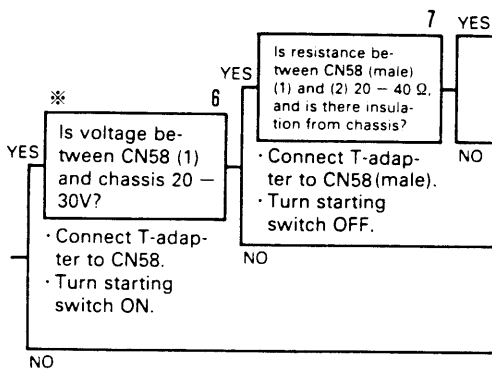 7 YES
Is resistance be-
tween CN58 (male)
(1) and (2) 20 – 40 Ω,
and is there insula-
tion from chassis?
YES
NO
· Connect T-adap-
ter to CN58(male).
· Turn starting
switch OFF.
NO
※ 6
Is voltage be-
tween CN58 (1)
and chassis 20 –
30V?
YES
· Connect T-adap-
ter to CN58.
· Turn starting
switch ON.
NO